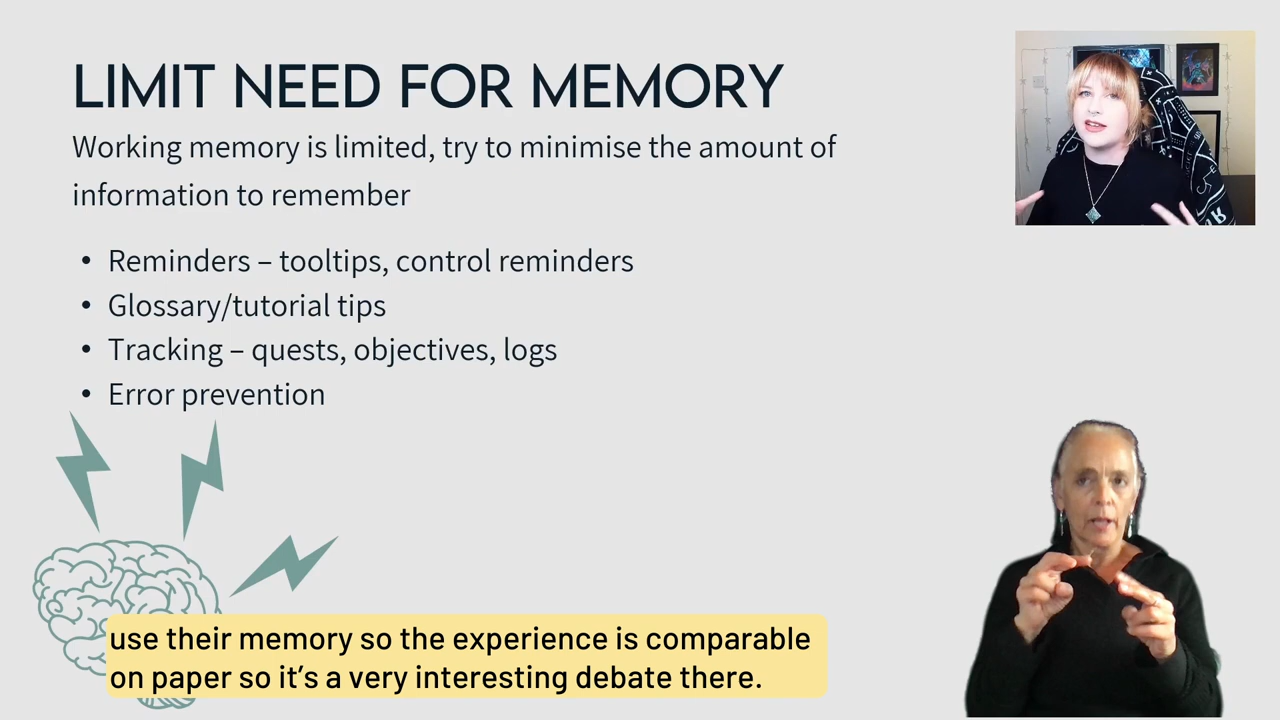 LIMIT NEED FOR MEMORY
Working memory is limited, try to minimise the amount of
information to remember
• Reminders – tooltips, control reminders
• Glossary/tutorial tips
• Tracking – quests, objectives, logs
• Error prevention
use their memory so the experience is comparable
on paper so it’s a very interesting debate there.